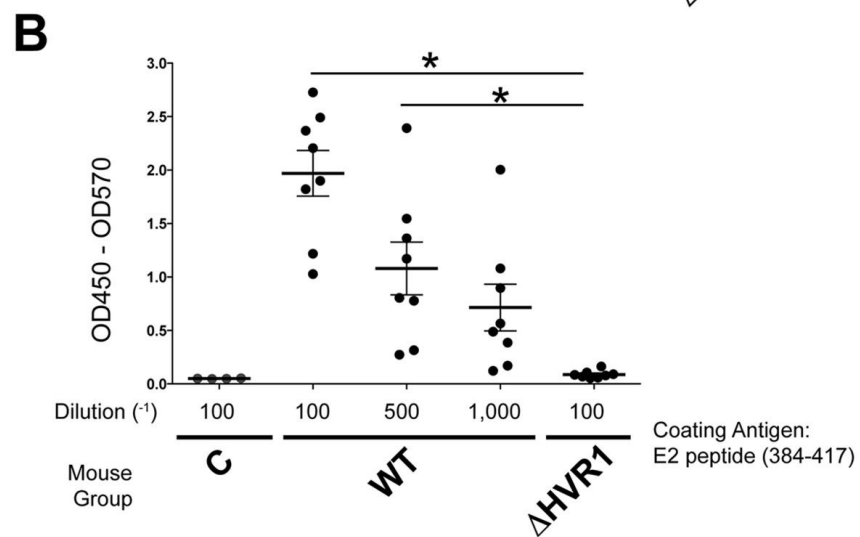 B
*
*
3.0
2.5
2.0
1.5
1.0
0.5
0.0
OD450 - OD570
Dilution (-1) 100 100 500 1,000 100
Mouse
Group
C WT ΔHVR1
Coating Antigen:
E2 peptide (384-417)